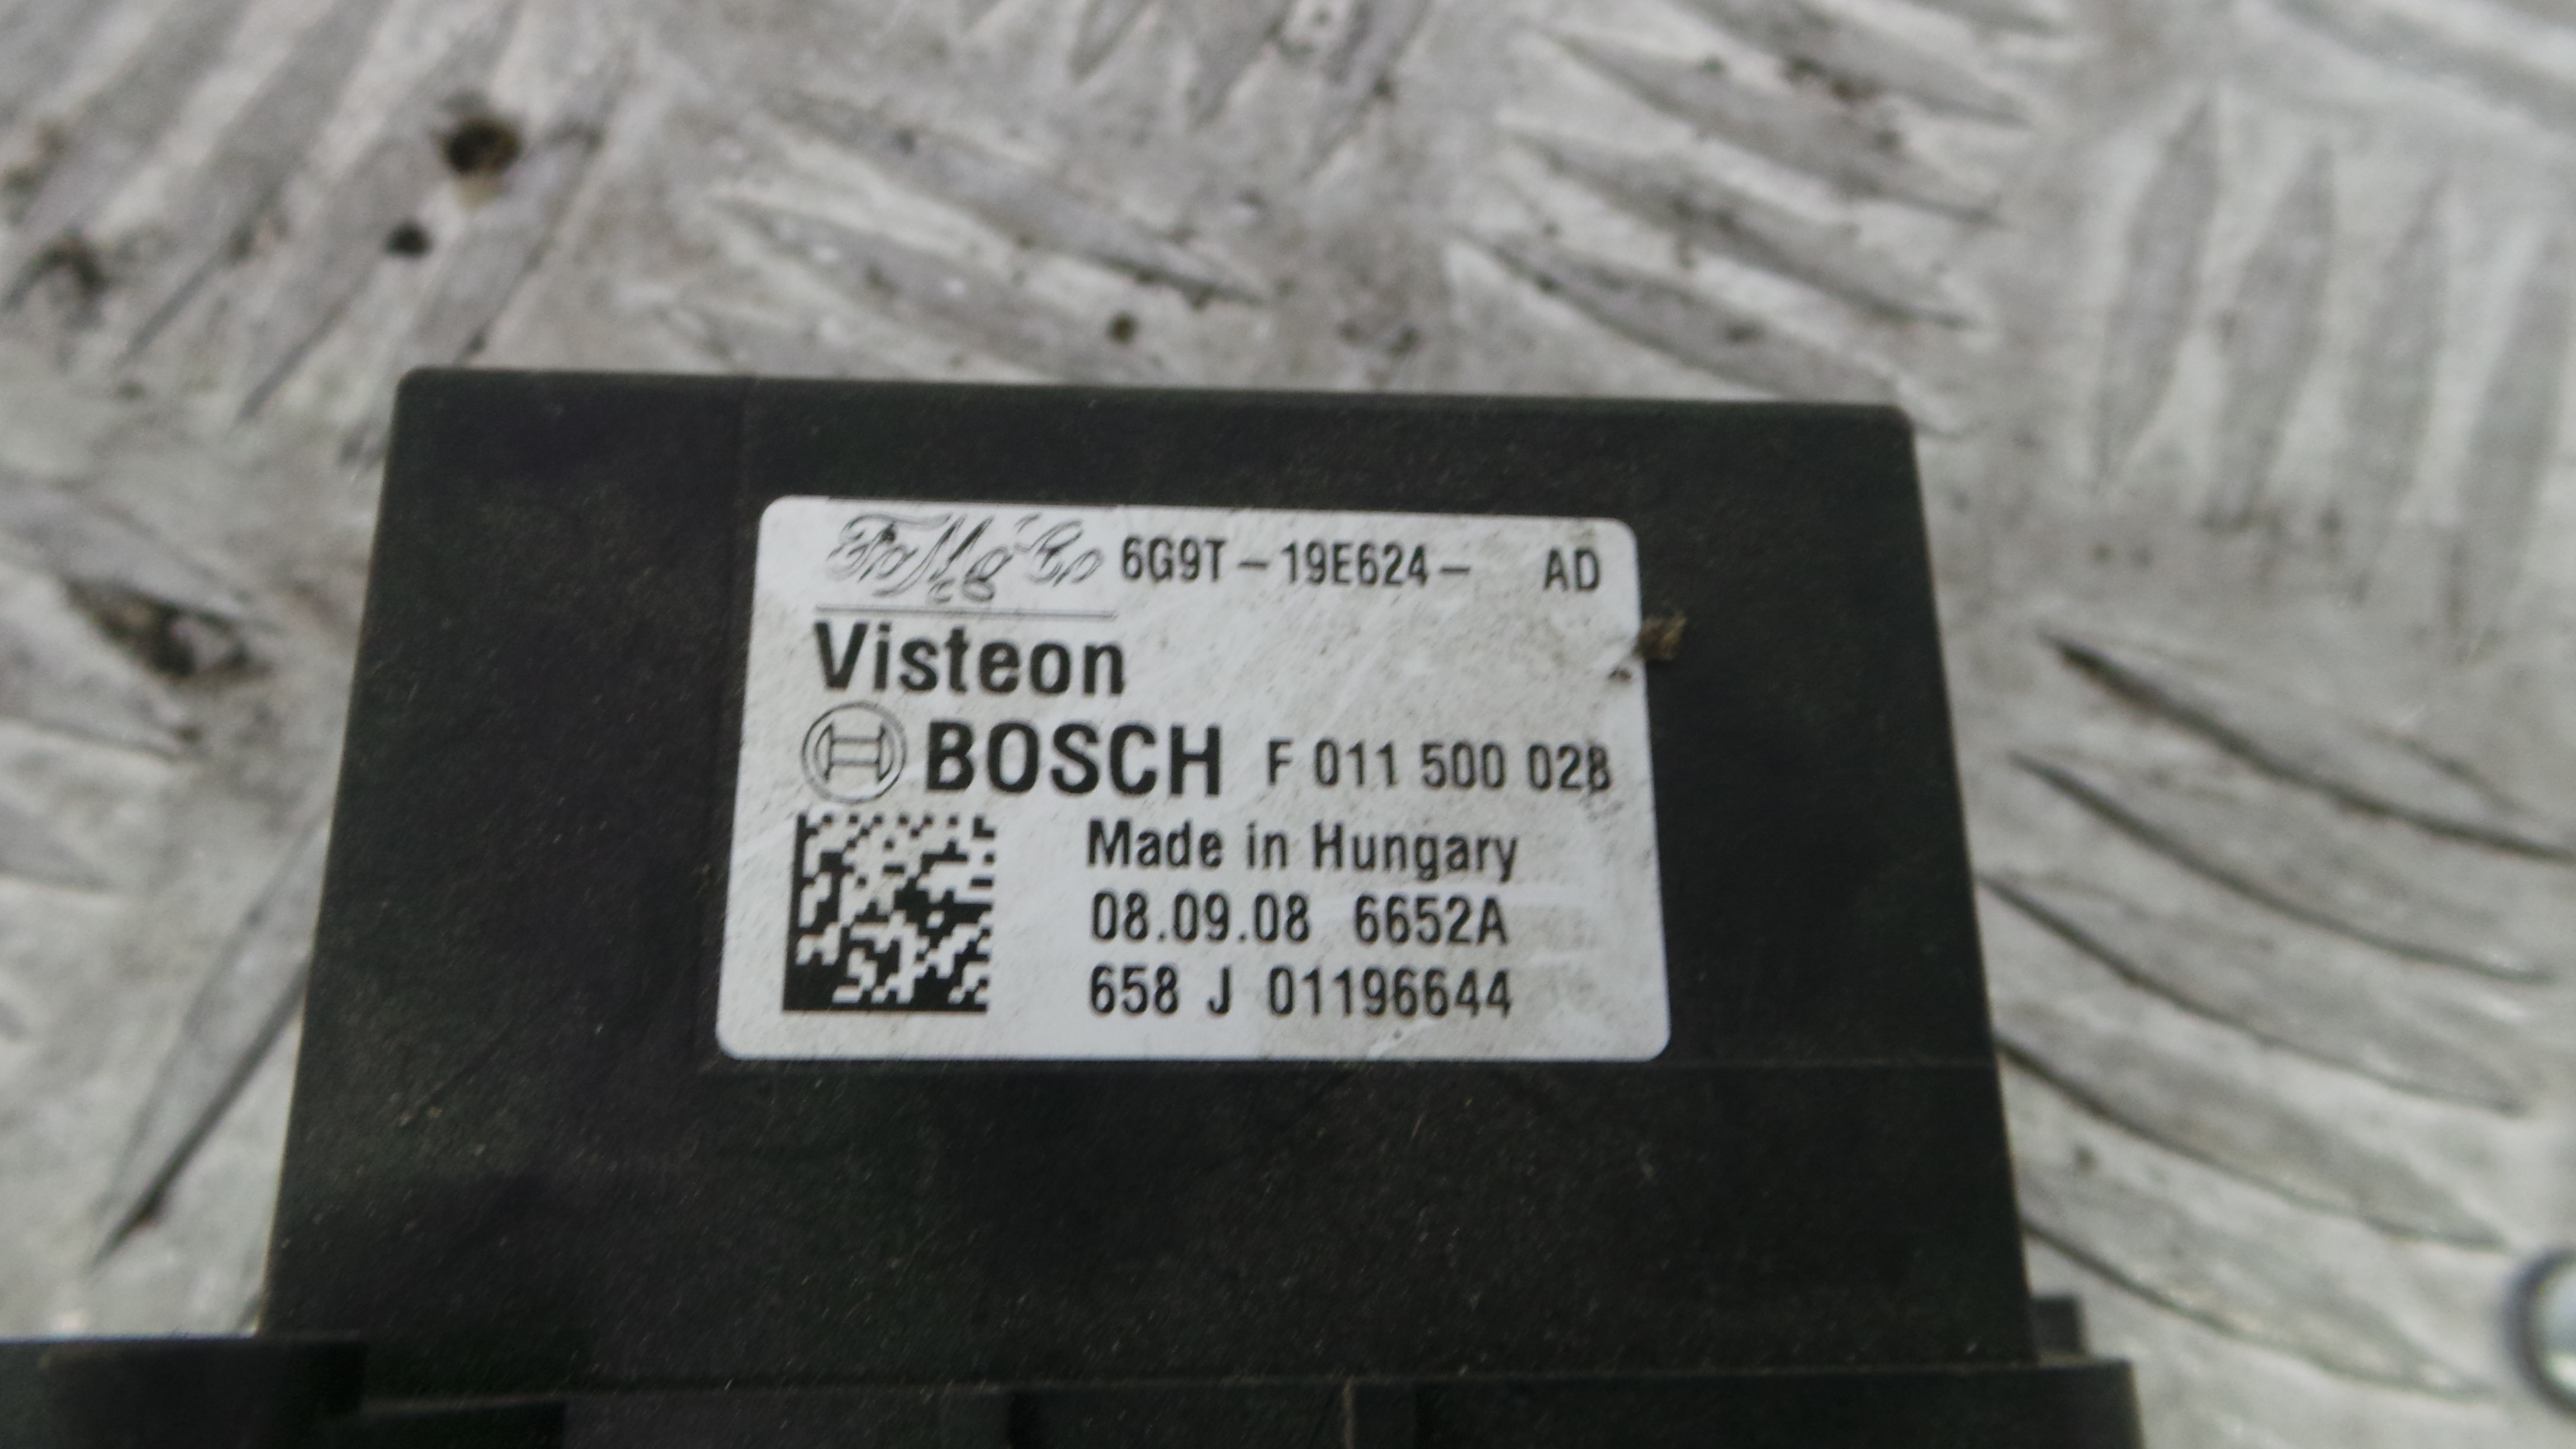 FoMoCo 6G9T-19E624- AD
Visteon
BOSCH F 011 500 028
Made in Hungary
08.09.08 6652A
658 J 01196644